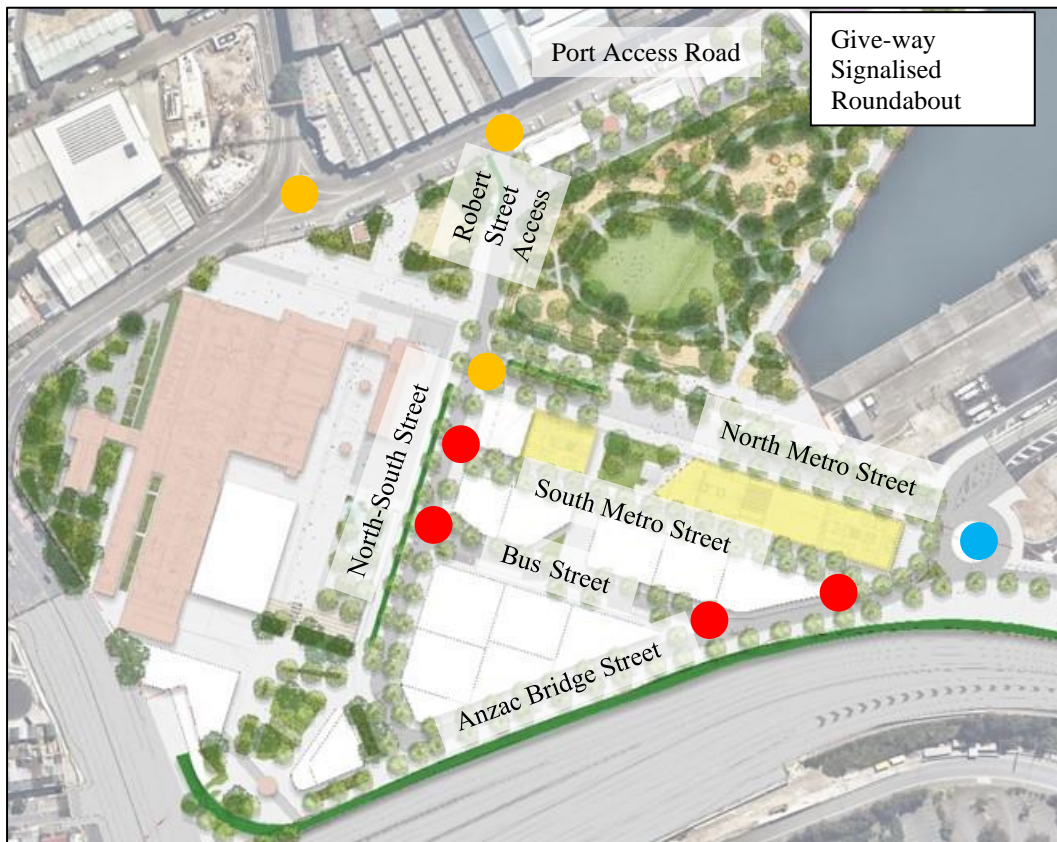 Port Access Road
Give-way
Signalised
Roundabout
Robert
Street
Access
North-South Street
North Metro Street
South Metro Street
Bus Street
Anzac Bridge Street